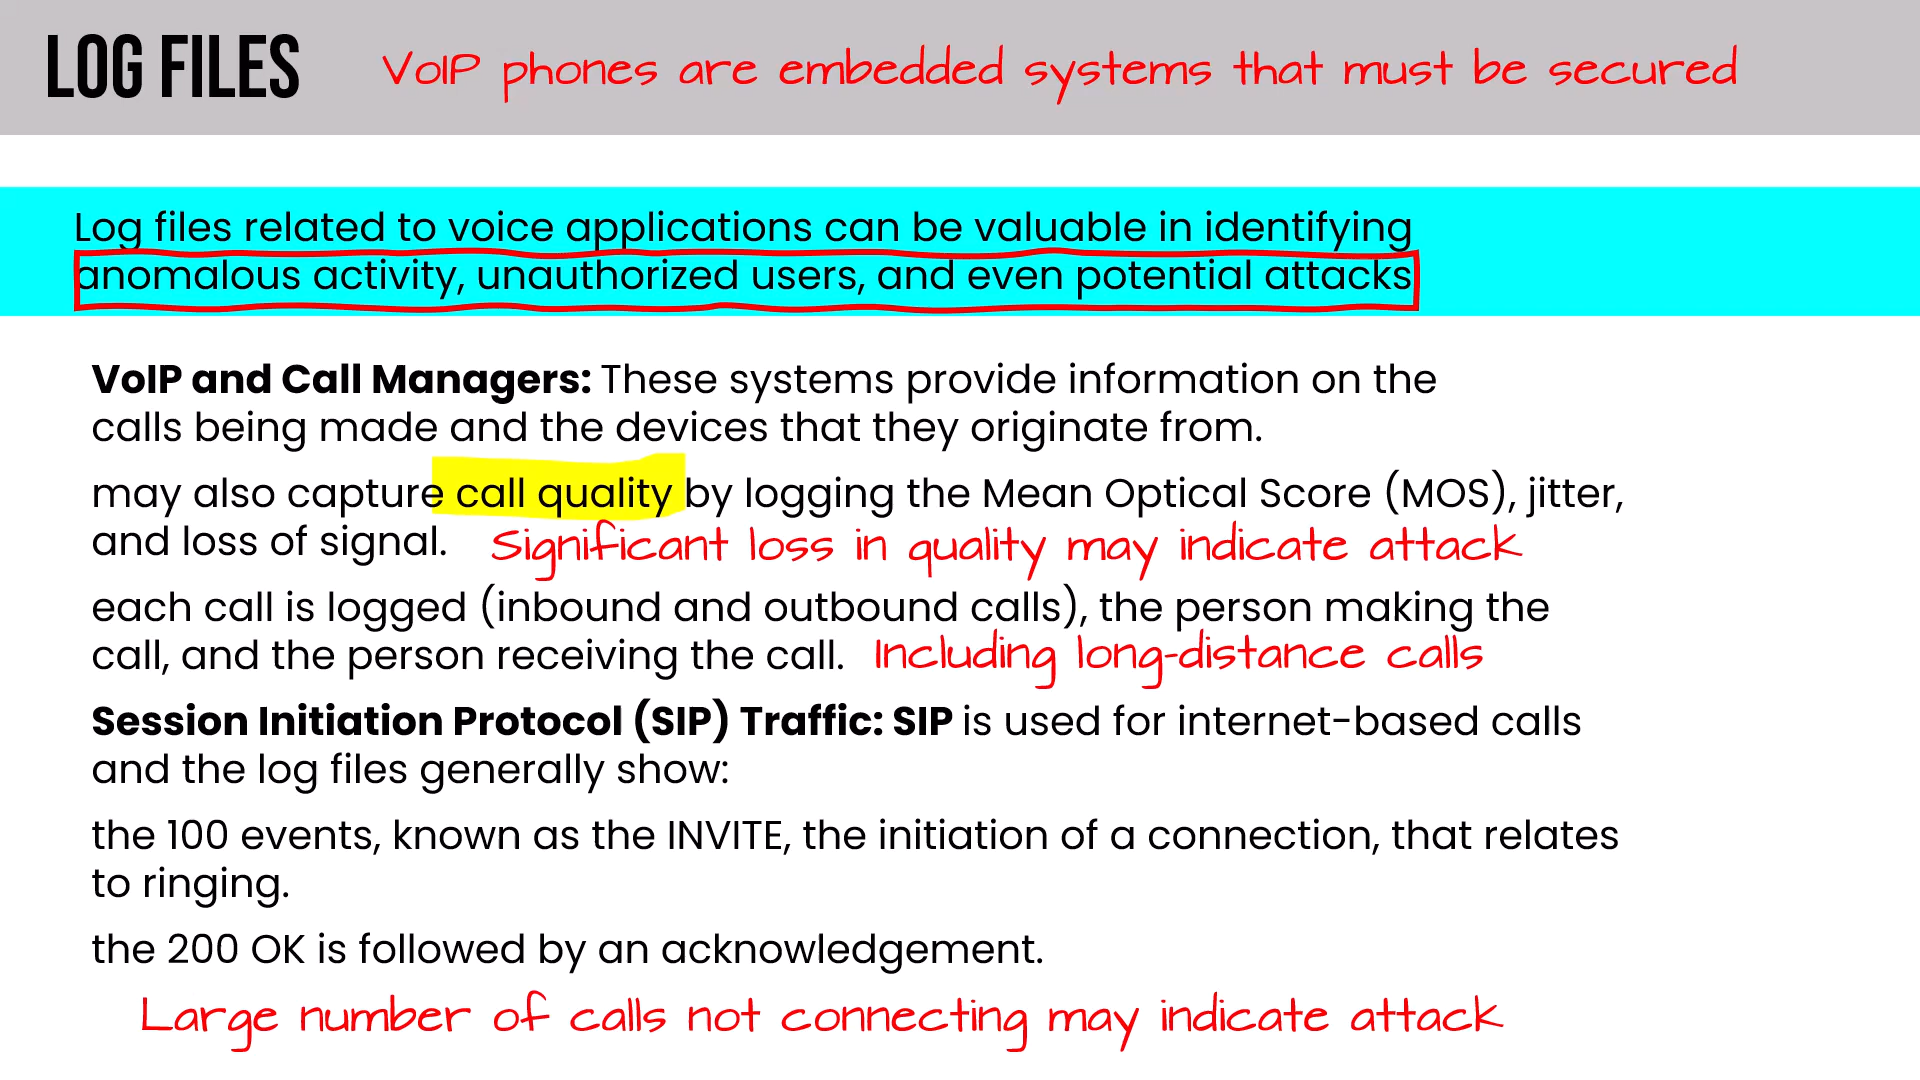 LOG FILES VoIP phones are embedded systems that must be secured
Log files related to voice applications can be valuable in identifying
anomalous activity, unauthorized users, and even potential attacks
VoIP and Call Managers: These systems provide information on the
calls being made and the devices that they originate from.
may also capture call quality by logging the Mean Optical Score (MOS), jitter,
and loss of signal. Significant loss in quality may indicate attack
each call is logged (inbound and outbound calls), the person making the
call, and the person receiving the call. Including long-distance calls
Session Initiation Protocol (SIP) Traffic: SIP is used for internet-based calls
and the log files generally show:
the 100 events, known as the INVITE, the initiation of a connection, that relates
to ringing.
the 200 OK is followed by an acknowledgement.
Large number of calls not connecting may indicate attack